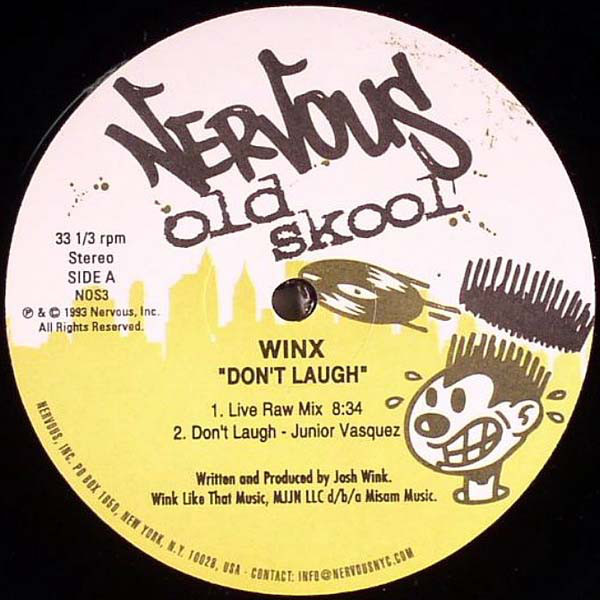 NERVOUS
old
skool
33 1/3 rpm
Stereo
SIDE A
NOS3
℗ & © 1993 Nervous, Inc.
All Rights Reserved.
WINX
"DON'T LAUGH"
1. Live Raw Mix 8:34
2. Don't Laugh - Junior Vasquez
Written and Produced by Josh Wink.
Wink Like That Music, MJJN LLC d/b/a Misam Music.
NERVOUS, INC. PO BOX 1650, NEW YORK, N.Y. 10028, USA - CONTACT: INFO@NERVOUSNYC.COM